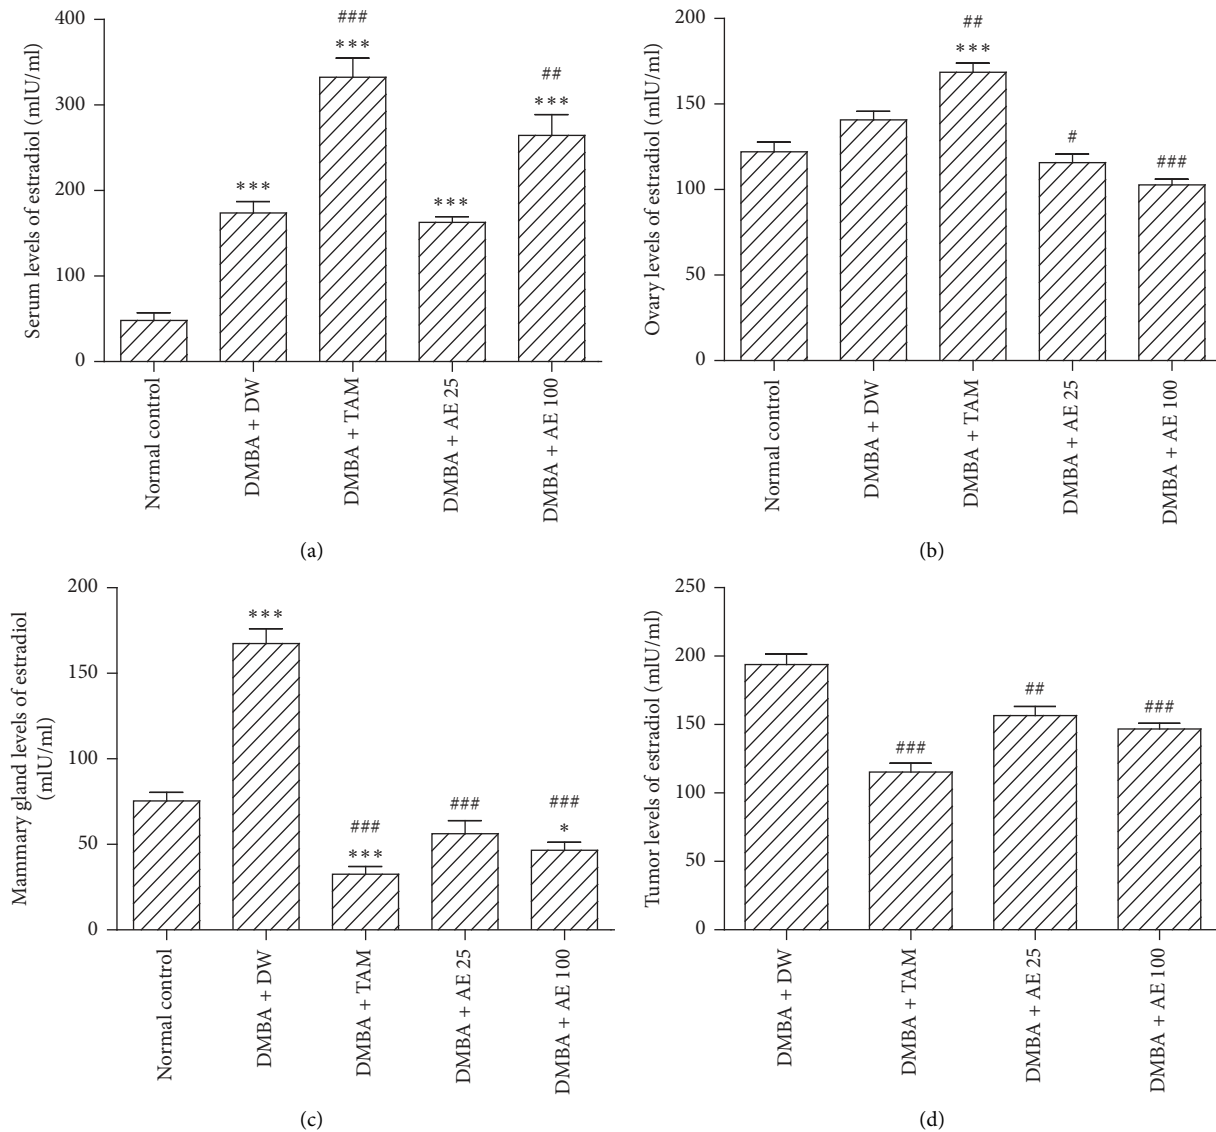 Serum levels of estradiol (mlU/ml)
400
300
200
100
0
***
###
***
***
##
***
Normal control
DMBA + DW
DMBA + TAM
DMBA + AE 25
DMBA + AE 100
(a)
Ovary levels of estradiol (mlU/ml)
200
150
100
50
0
##
***
#
###
Normal control
DMBA + DW
DMBA + TAM
DMBA + AE 25
DMBA + AE 100
(b)
Mammary gland levels of estradiol
(mlU/ml)
200
150
100
50
0
***
###
***
###
###
*
Normal control
DMBA + DW
DMBA + TAM
DMBA + AE 25
DMBA + AE 100
(c)
Tumor levels of estradiol (mlU/ml)
250
200
150
100
50
0
###
##
###
DMBA + DW
DMBA + TAM
DMBA + AE 25
DMBA + AE 100
(d)